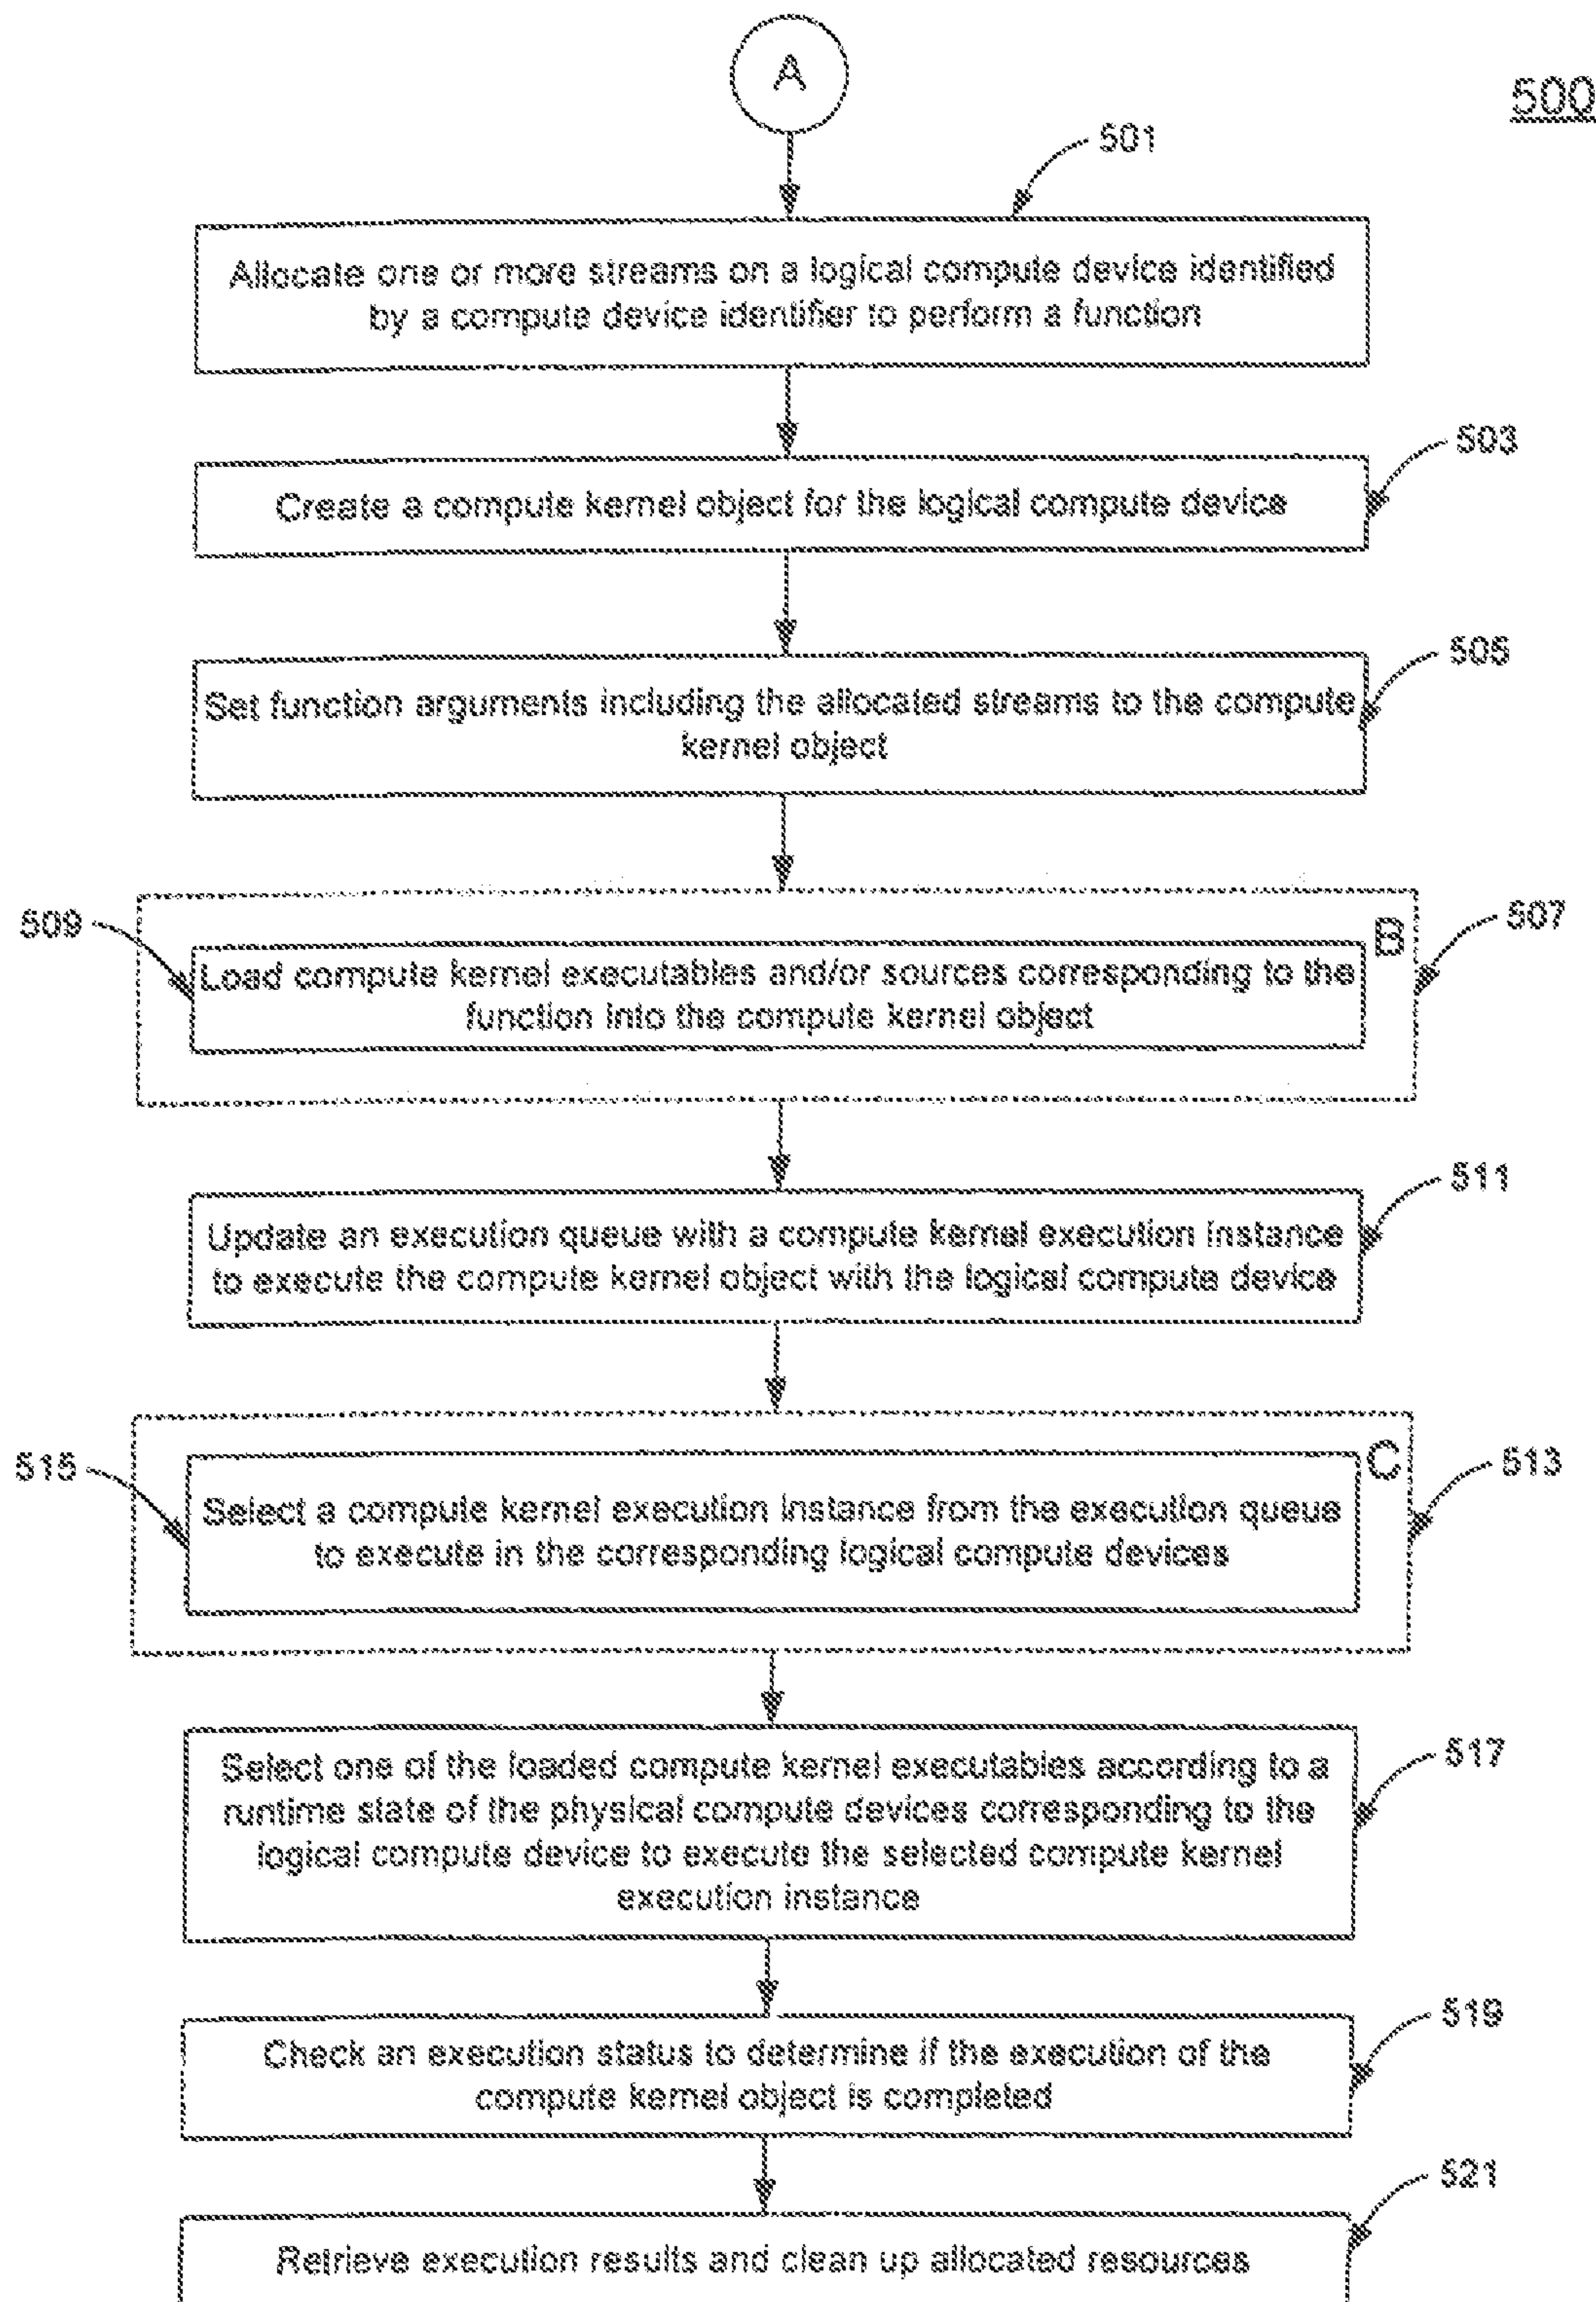 A
500
501
Allocate one or more streams on a logical compute device identified
by a compute device identifier to perform a function
503
Create a compute kernel object for the logical compute device
505
Set function arguments including the allocated streams to the compute
kernel object
509
B
507
Load compute kernel executables and/or sources corresponding to the
function into the compute kernel object
511
Update an execution queue with a compute kernel execution instance
to execute the compute kernel object with the logical compute device
515
C
513
Select a compute kernel execution instance from the execution queue
to execute in the corresponding logical compute devices
517
Select one of the loaded compute kernel executables according to a
runtime state of the physical compute devices corresponding to the
logical compute device to execute the selected compute kernel
execution instance
519
Check an execution status to determine if the execution of the
compute kernel object is completed
521
Retrieve execution results and clean up allocated resources